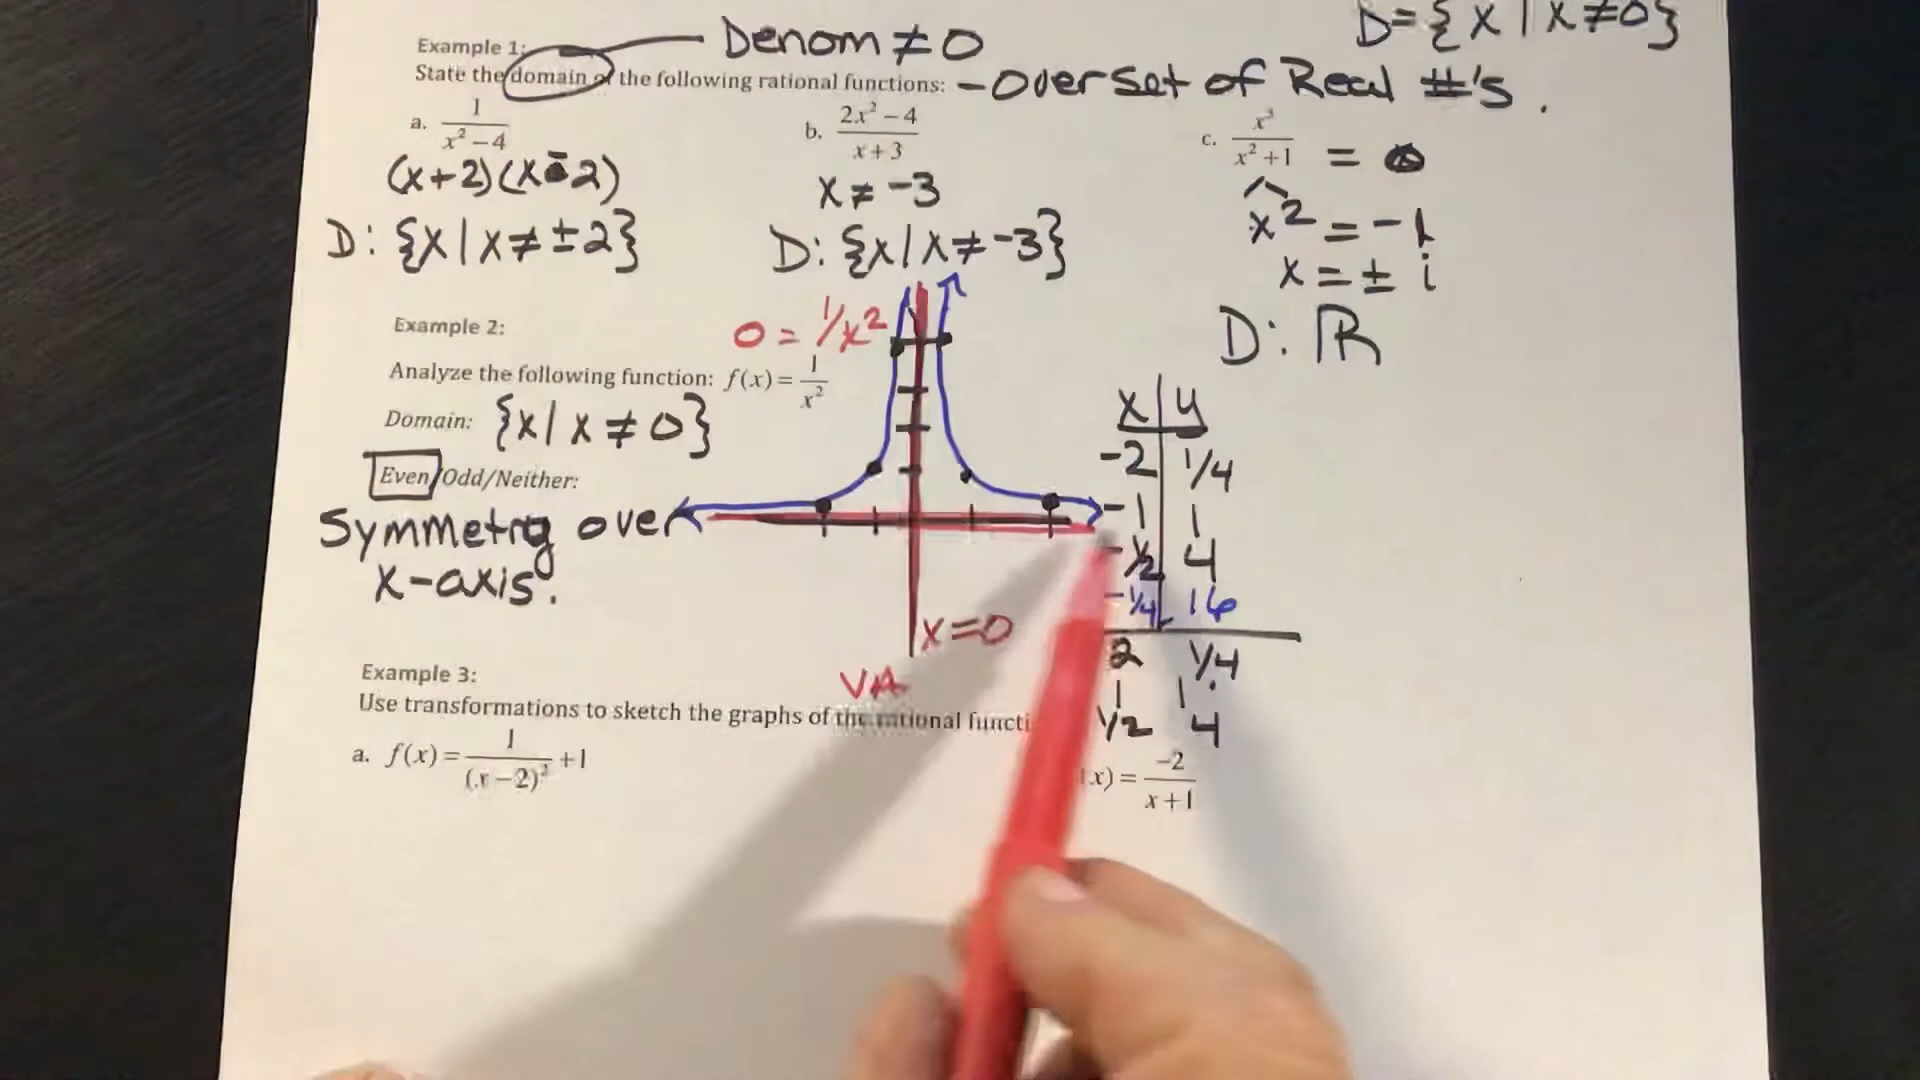 D={x | x≠0}
Example 1: Denom ≠ 0
State the domain of the following rational functions: - Over Set of Real #'s.
a. 1/(x² − 4) b. (2x² − 4)/(x + 3) c. /(x² + 1) = 0
(x+2)(x-2) x ≠ -3 x² = -1
D: {x | x ≠ ±2} D: {x | x ≠ -3} x = ± i
Example 2: 0 = 1/x² D: ℝ
Analyze the following function: f(x) = 1/x²
Domain: {x | x ≠ 0} x | y
Even/Odd/Neither: -2 | 1/4
Symmetry over -1 | 1
x-axis. -1/2 | 4
-1/4 | 16
x=0 2 1/4
Example 3: VA 1 1
Use transformations to sketch the graphs of the rational functi 1/2 4
a. f(x) = 1/(x − 2)² + 1 x) = -2/(x + 1)